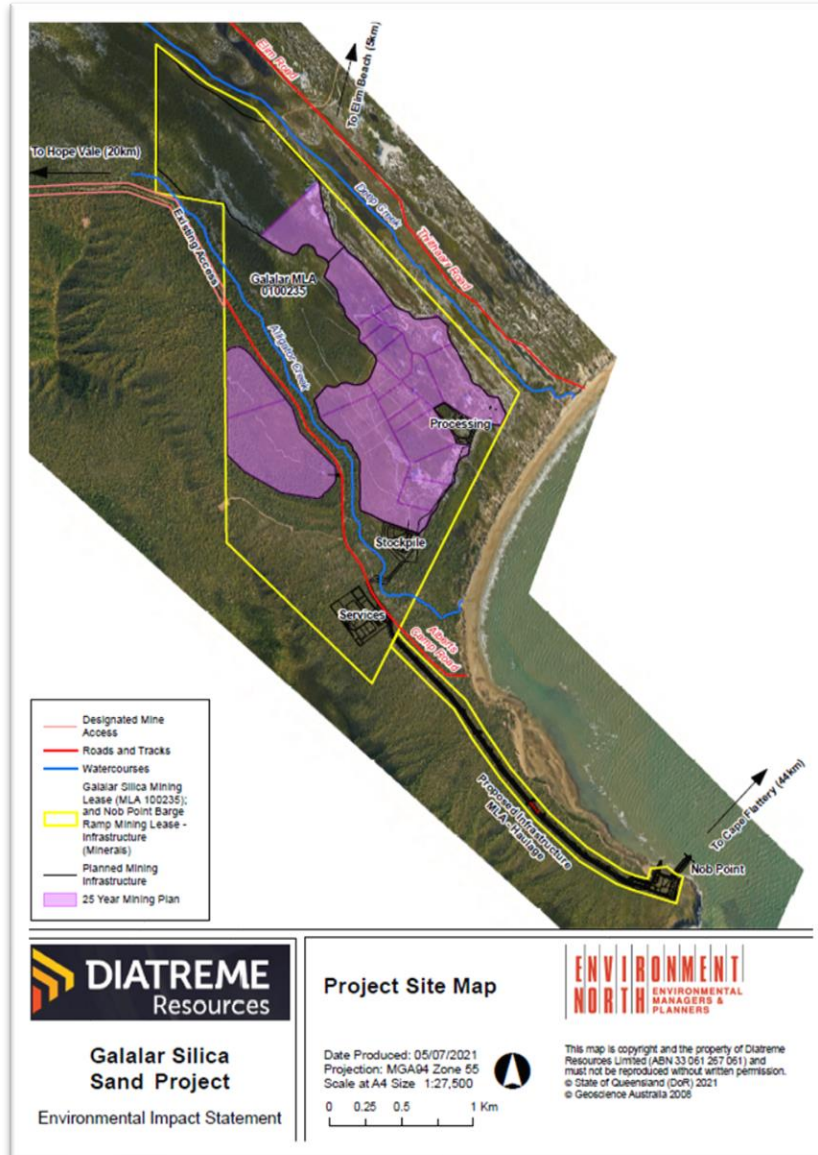 Elim Road
To Elim Beach (5km)
To Hope Vale (20km)
Deep Creek
Thithaarr Road
Existing Access
Galalar MLA
0100235
Alligator Creek
Processing
Stockpile
Services
Alberts
Camp Road
Proposed Infrastructure
MLA - Haulage
To Cape Flattery (44km)
Nob Point
Designated Mine
Access
Roads and Tracks
Watercourses
Galalar Silica Mining
Lease (MLA 100235);
and Nob Point Barge
Ramp Mining Lease -
Infrastructure
(Minerals)
Planned Mining
Infrastructure
25 Year Mining Plan
DIATREME
Resources
Galalar Silica
Sand Project
Environmental Impact Statement
Project Site Map
Date Produced: 05/07/2021
Projection: MGA94 Zone 55
Scale at A4 Size 1:27,500
0 0.25 0.5 1 Km
ENVIRONMENT
NORTH ENVIRONMENTAL
MANAGERS &
PLANNERS
This map is copyright and the property of Diatreme
Resources Limited (ABN 33 061 267 061) and
must not be reproduced without written permission.
© State of Queensland (DoR) 2021
© Geoscience Australia 2006